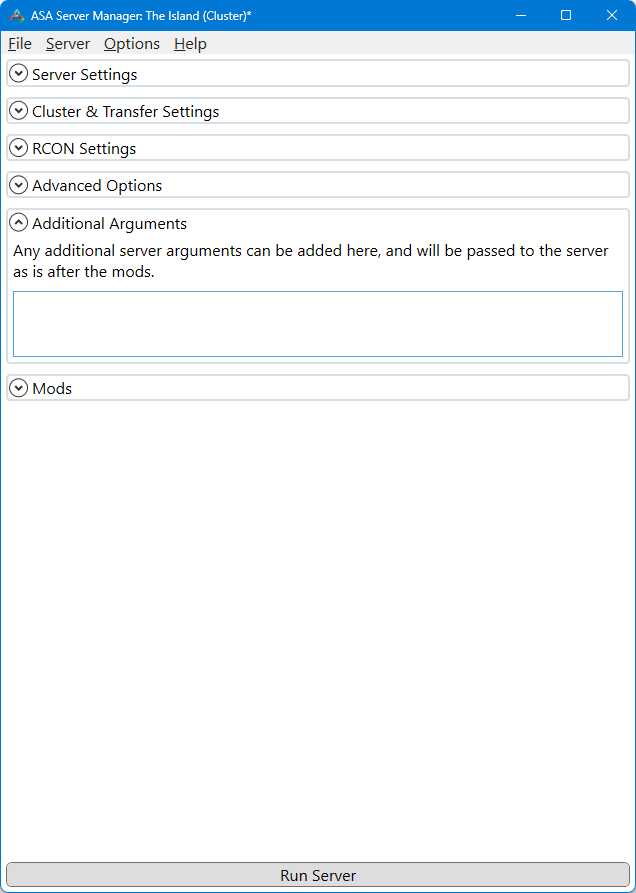 ASA Server Manager: The Island (Cluster)*
File Server Options Help
Server Settings
Cluster & Transfer Settings
RCON Settings
Advanced Options
Additional Arguments
Any additional server arguments can be added here, and will be passed to the server
as is after the mods.
Mods
Run Server